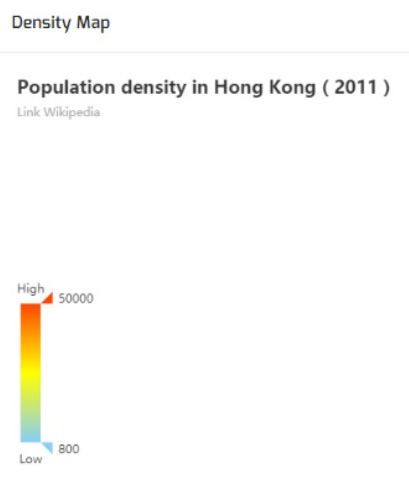 Density Map
Population density in Hong Kong ( 2011 )
Link Wikipedia
High
50000
800
Low